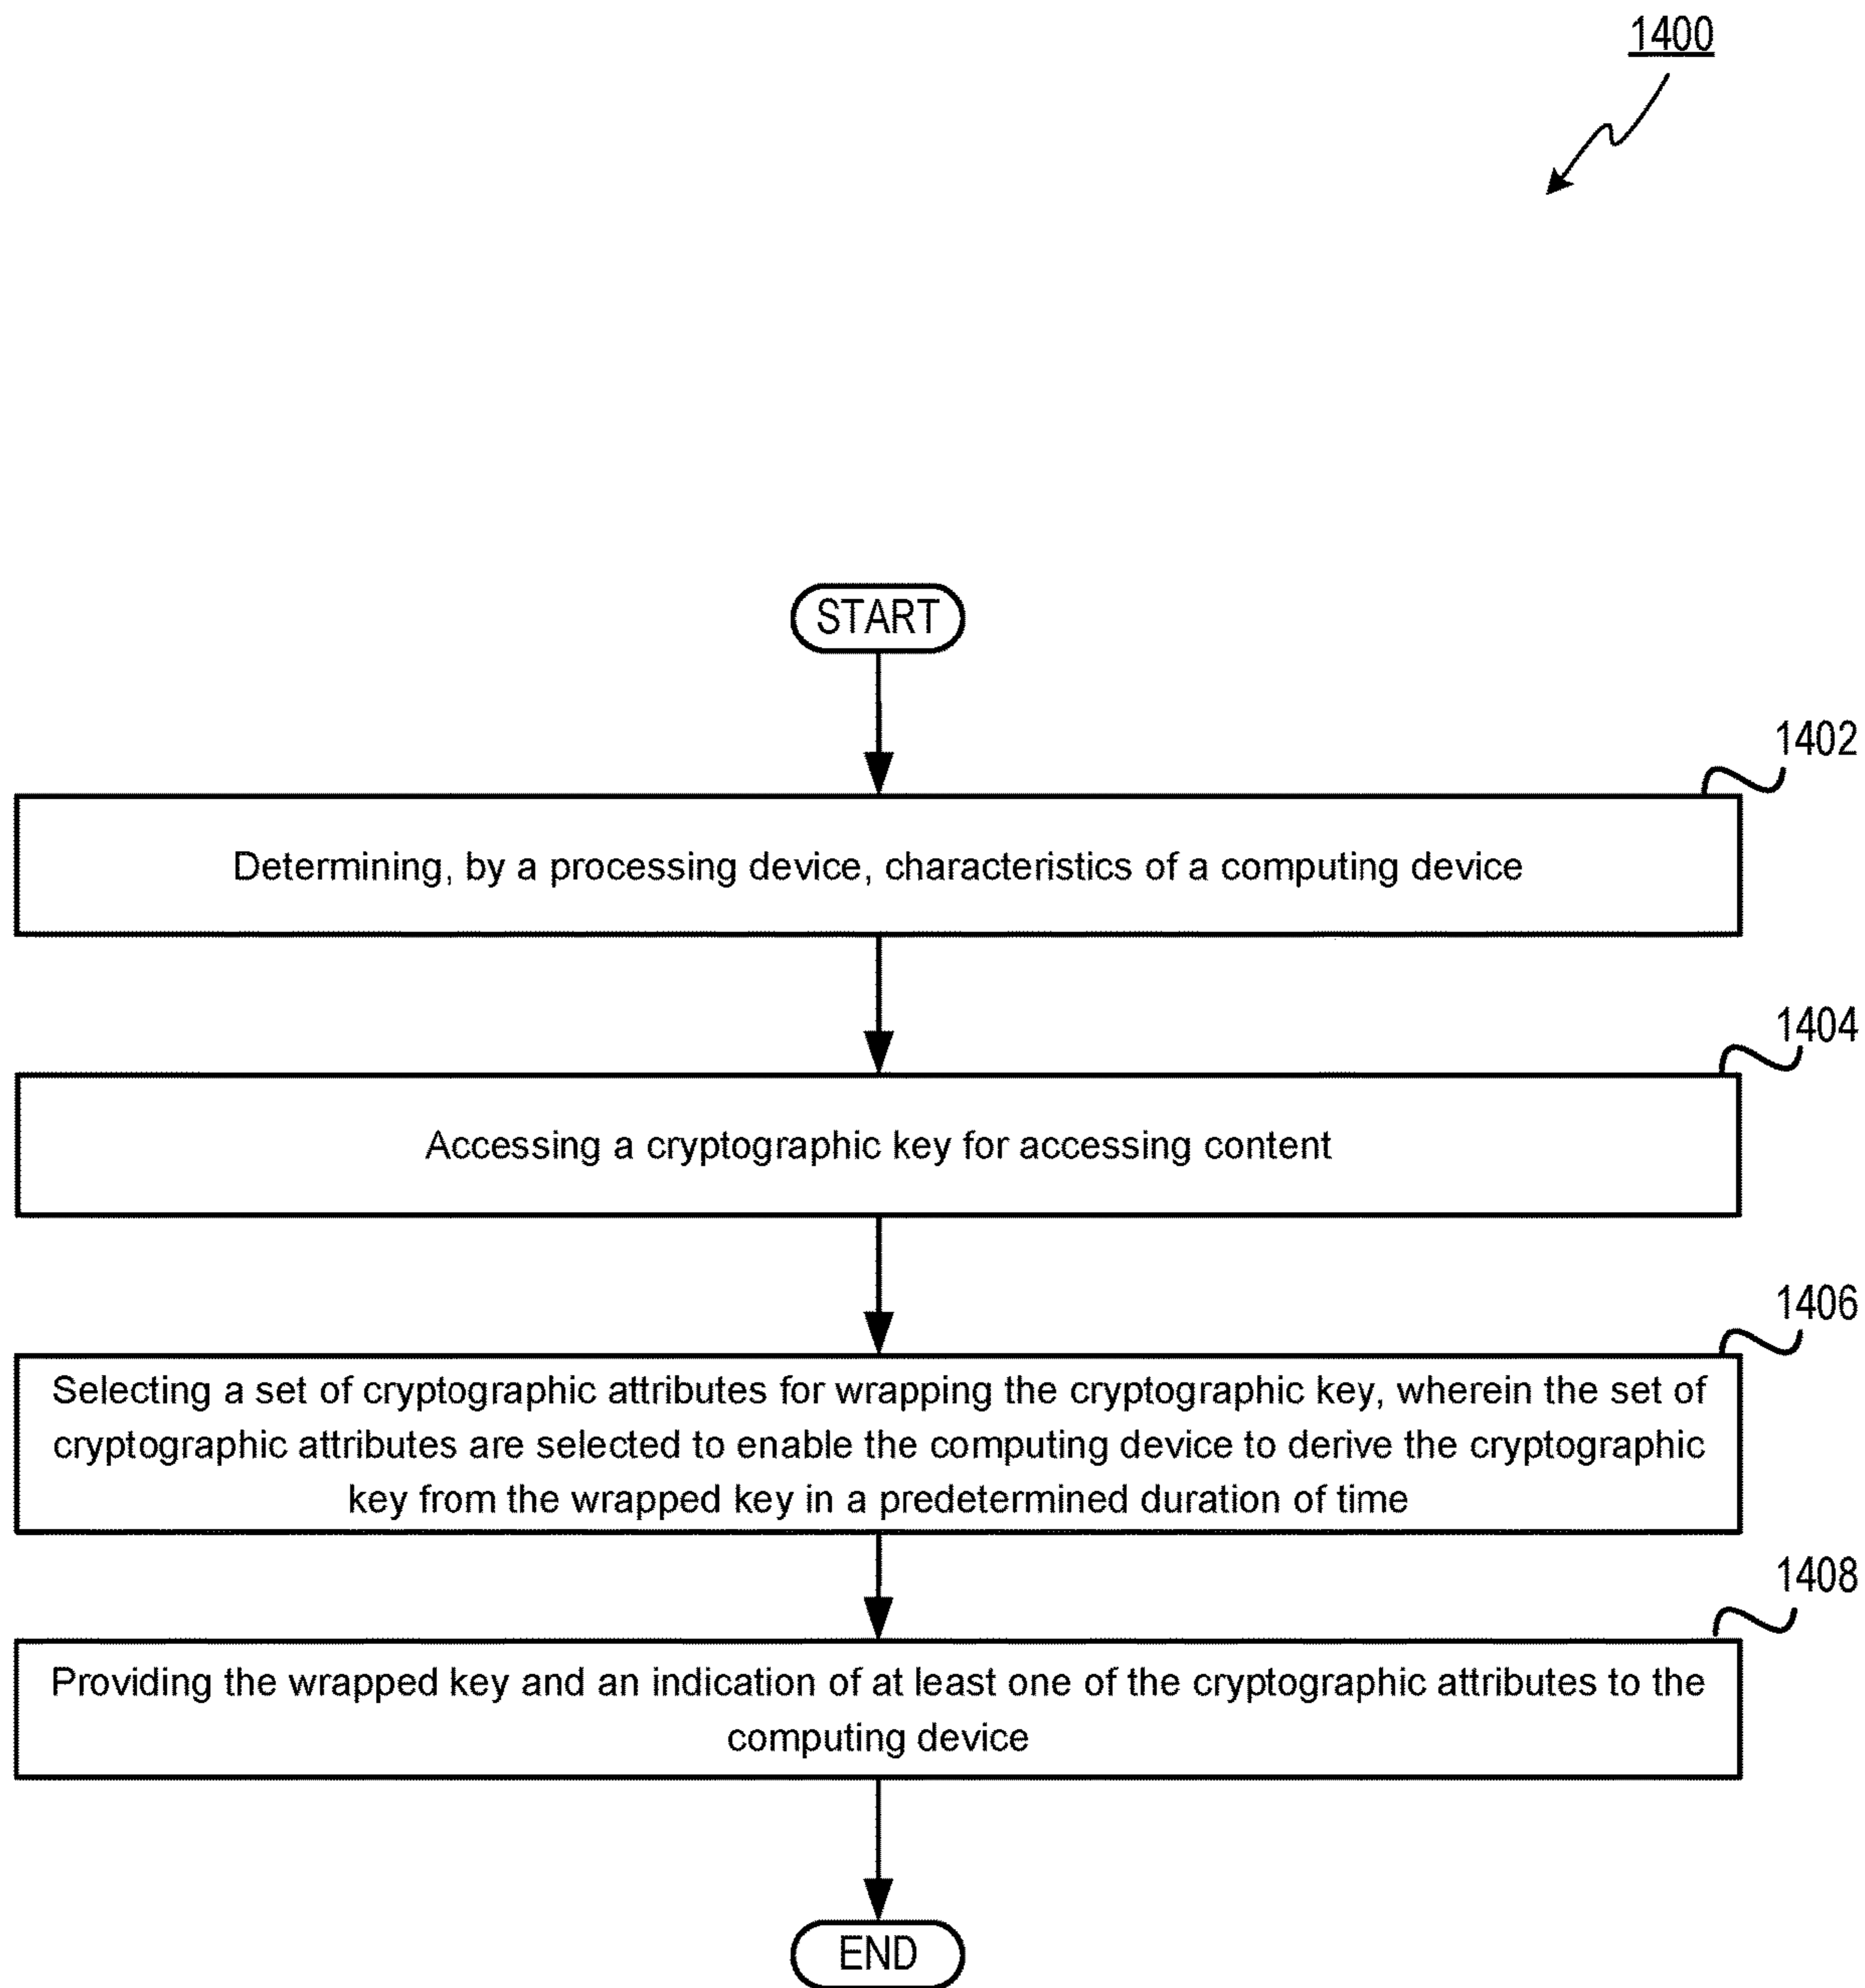 1400
START
1402
Determining, by a processing device, characteristics of a computing device
1404
Accessing a cryptographic key for accessing content
1406
Selecting a set of cryptographic attributes for wrapping the cryptographic key, wherein the set of
cryptographic attributes are selected to enable the computing device to derive the cryptographic
key from the wrapped key in a predetermined duration of time
1408
Providing the wrapped key and an indication of at least one of the cryptographic attributes to the
computing device
END